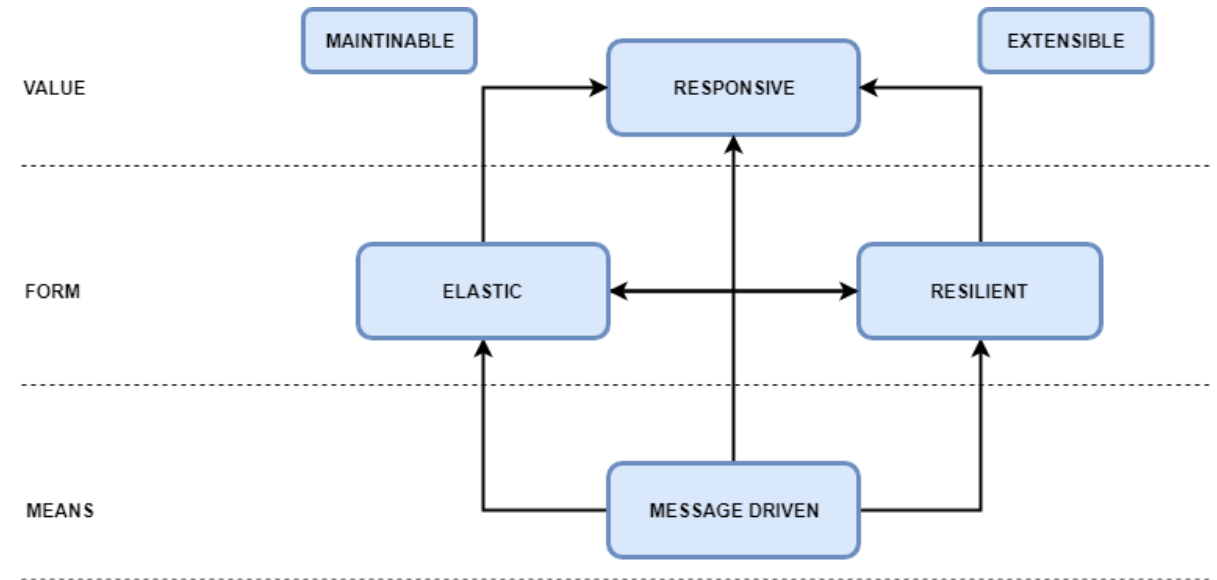 MAINTINABLE
EXTENSIBLE
VALUE
RESPONSIVE
FORM
ELASTIC
RESILIENT
MEANS
MESSAGE DRIVEN